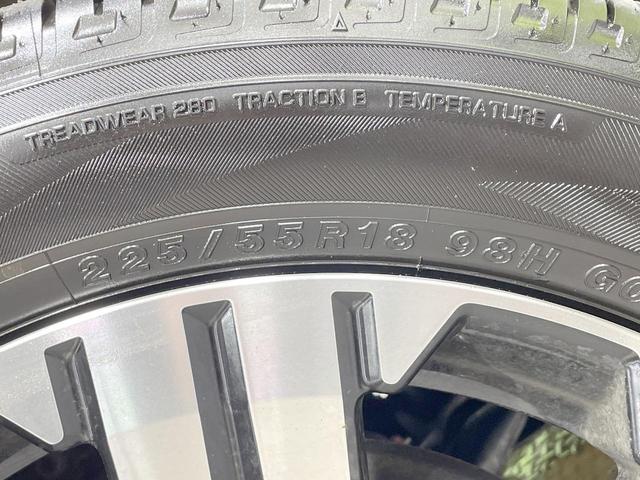 TREADWEAR 280 TRACTION B TEMPERATURE A
225/55R18 98H